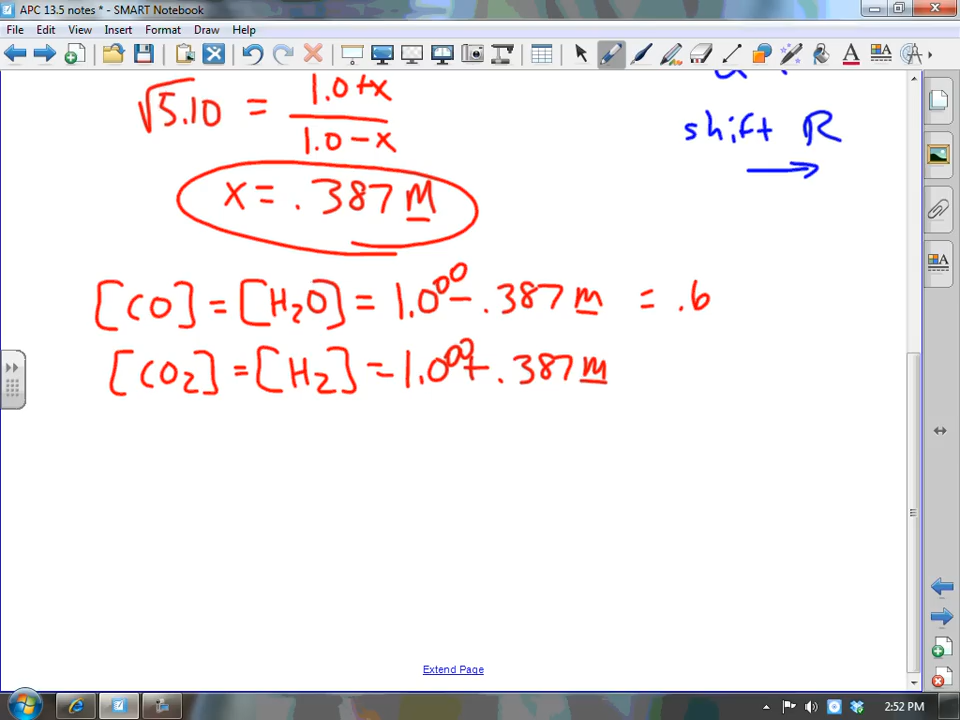 APC 13.5 notes * - SMART Notebook
File Edit View Insert Format Draw Help
√5.10 = 1.0+x
1.0-x
shift R
→
x = .387 M
[CO] = [H₂O] = 1.000 - .387 M = .6
[CO₂] = [H₂] = 1.000 + .387 M
Extend Page
2:52 PM